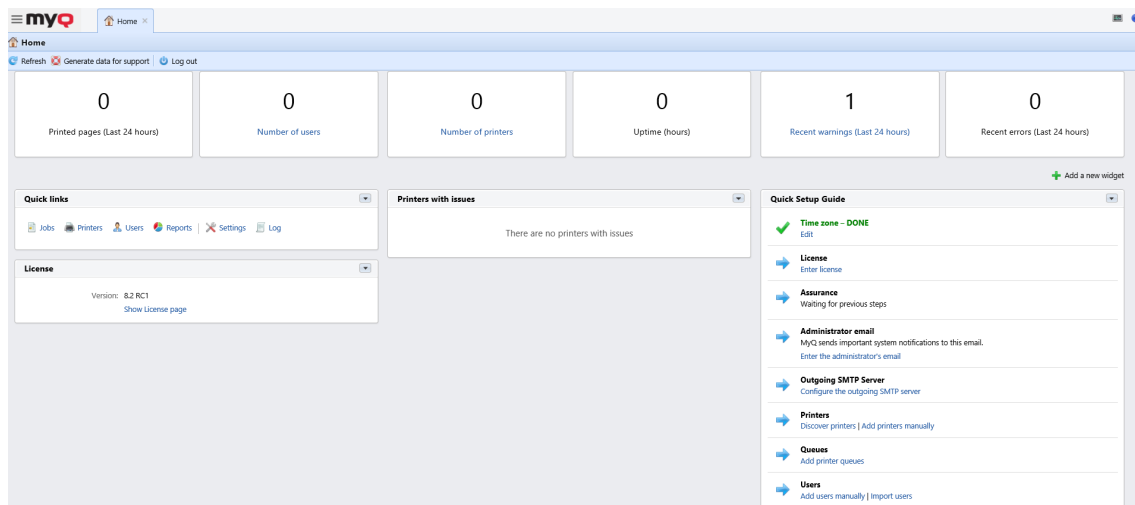 myQ
Home
Home
Refresh Generate data for support Log out
0
Printed pages (Last 24 hours)
0
Number of users
0
Number of printers
0
Uptime (hours)
1
Recent warnings (Last 24 hours)
0
Recent errors (Last 24 hours)
Add a new widget
Quick links
Jobs Printers Users Reports Settings Log
License
Version: 8.2 RC1
Show License page
Printers with issues
There are no printers with issues
Quick Setup Guide
Time zone – DONE
Edit
License
Enter license
Assurance
Waiting for previous steps
Administrator email
MyQ sends important system notifications to this email.
Enter the administrator's email
Outgoing SMTP Server
Configure the outgoing SMTP server
Printers
Discover printers | Add printers manually
Queues
Add printer queues
Users
Add users manually | Import users